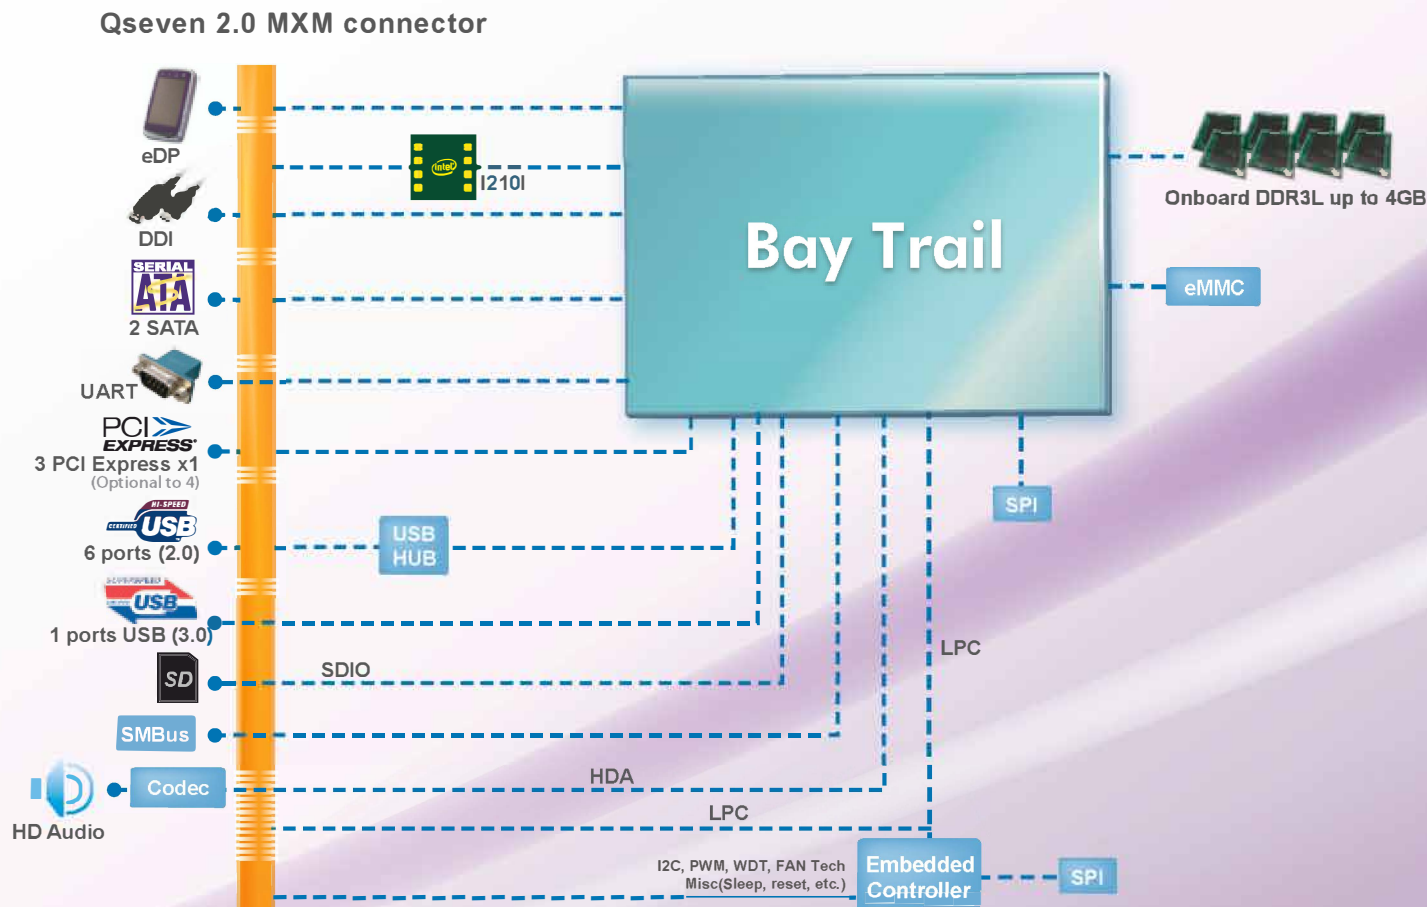 Qseven 2.0 MXM connector
eDP
intel
I210I
DDI
SERIAL
ATA
2 SATA
UART
PCI
EXPRESS
3 PCI Express x1
(Optional to 4)
HI-SPEED
CERTIFIED
USB
6 ports (2.0)
USB
HUB
SUPERSPEED
USB
1 ports USB (3.0)
SD
SDIO
SMBus
Codec
HD Audio
HDA
LPC
LPC
I2C, PWM, WDT, FAN Tech
Misc(Sleep, reset, etc.)
Embedded
Controller
SPI
SPI
Bay Trail
Onboard DDR3L up to 4GB
eMMC